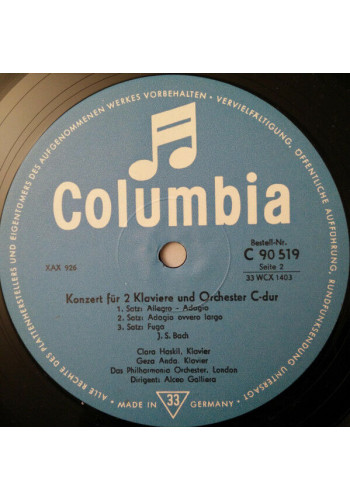 ALLE RECHTE DES PLATTENHERSTELLERS UND EIGENTÜMERS DES AUFGENOMMENEN WERKES VORBEHALTEN · VERVIELFÄLTIGUNG, ÖFFENTLICHE AUFFÜHRUNG, RUNDFUNKSENDUNG UNTERSAGT
Columbia
Bestell-Nr.
C 90 519
XAX 926
Seite 2
33 WCX 1403
Konzert für 2 Klaviere und Orchester C-dur
1. Satz: Allegro - Adagio
2. Satz: Adagio ovvero largo
3. Satz: Fuga
J. S. Bach
Clara Haskil, Klavier
Geza Anda, Klavier
Das Philharmonia Orchester, London
Dirigent: Alceo Galliera
MADE IN 33 GERMANY